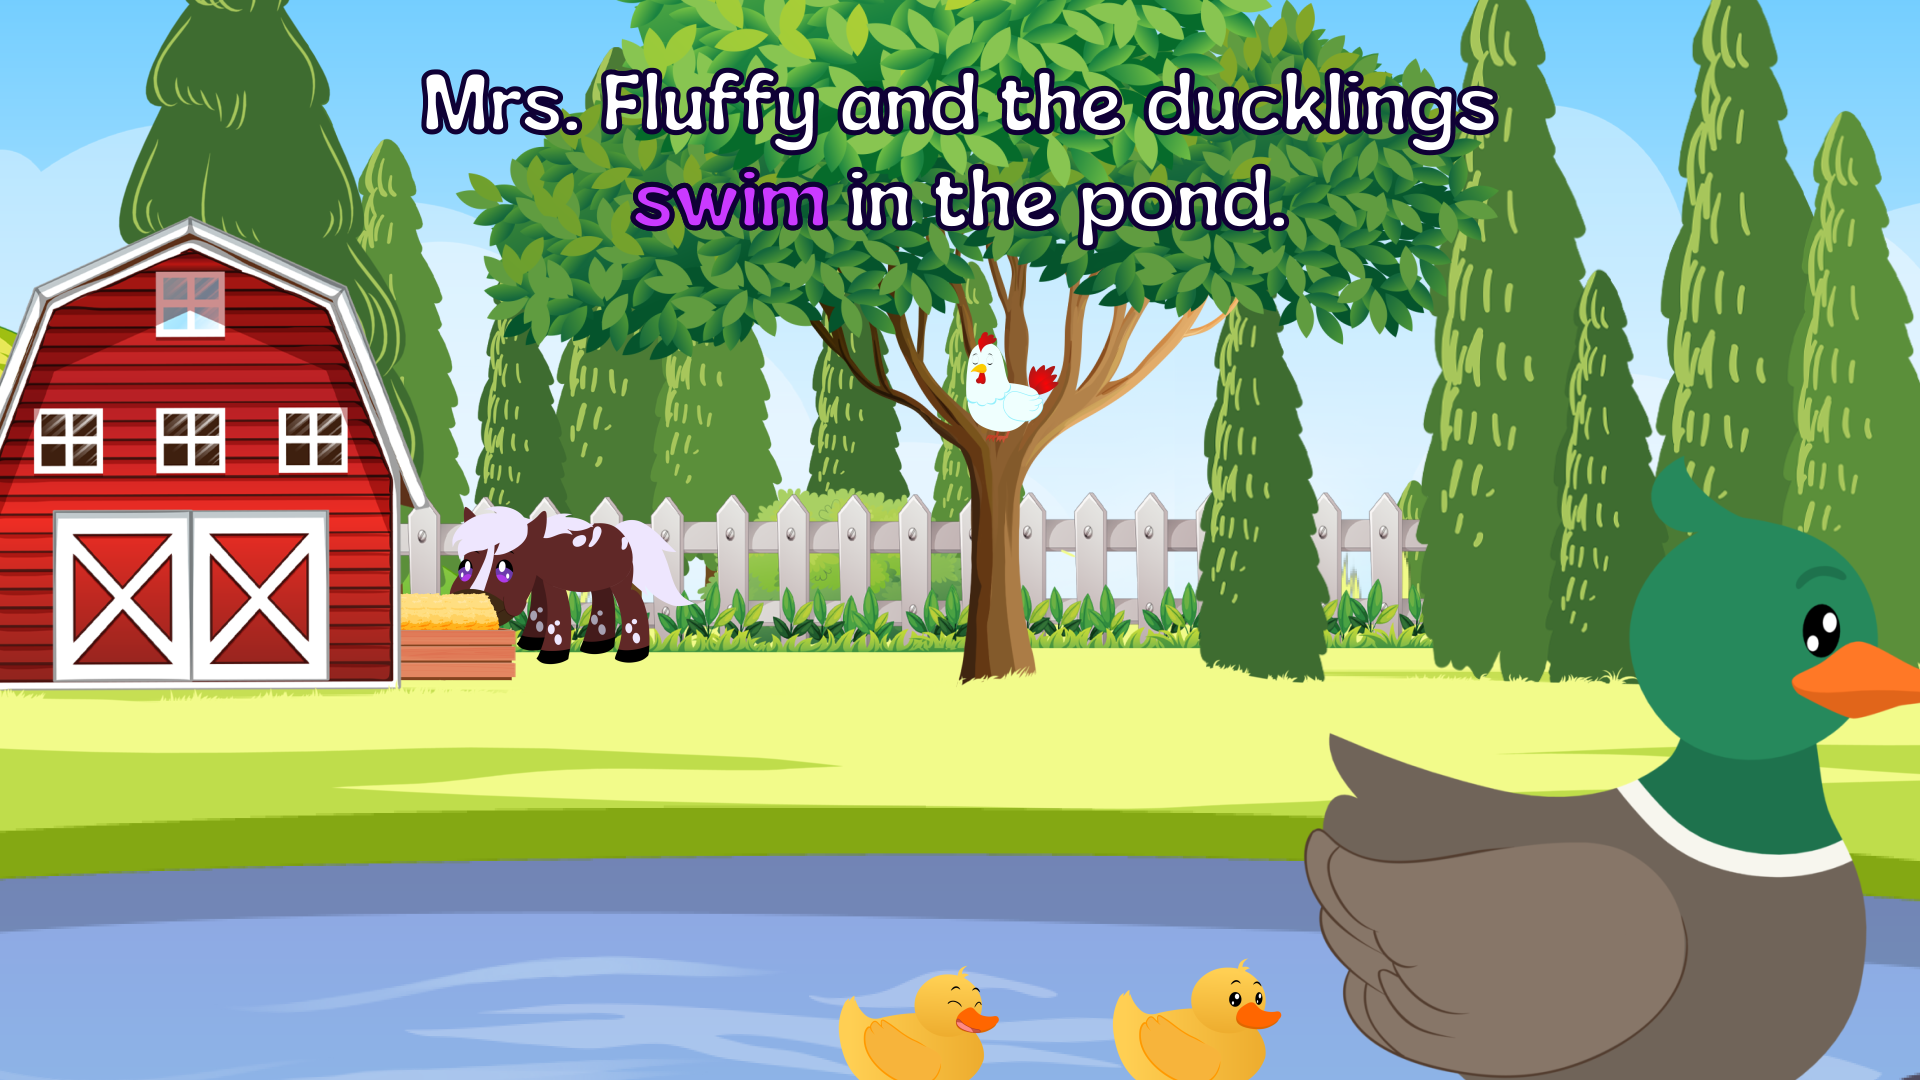 Mrs. Fluffy and the ducklings
swim in the pond.